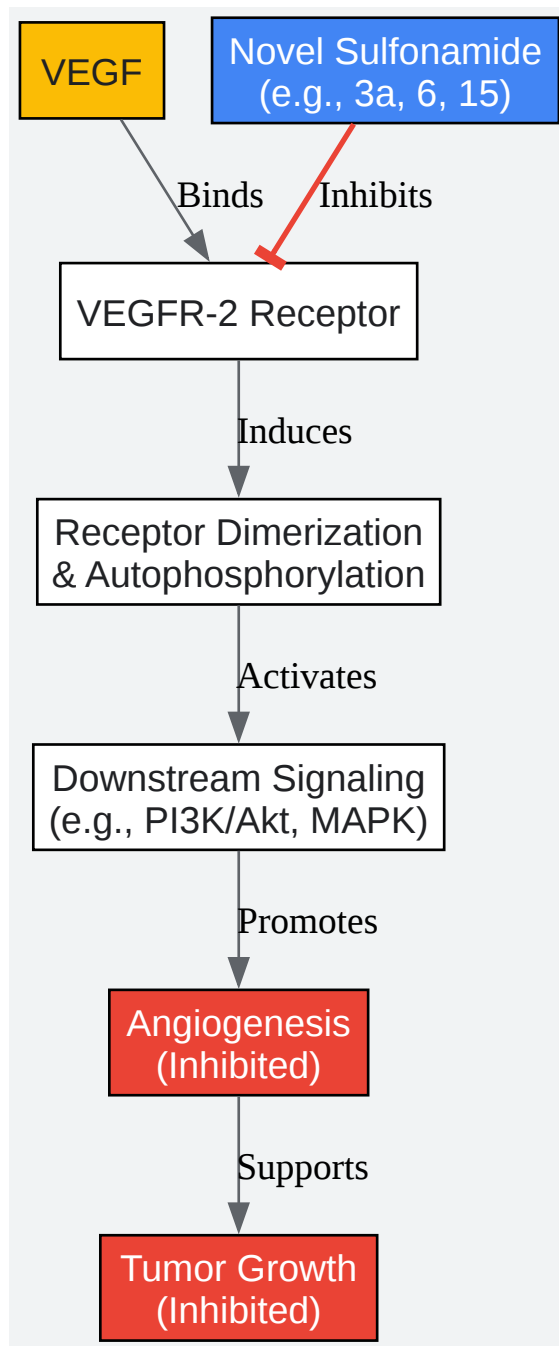 VEGF
Novel Sulfonamide
(e.g., 3a, 6, 15)
Binds
Inhibits
VEGFR-2 Receptor
Induces
Receptor Dimerization
& Autophosphorylation
Activates
Downstream Signaling
(e.g., PI3K/Akt, MAPK)
Promotes
Angiogenesis
(Inhibited)
Supports
Tumor Growth
(Inhibited)